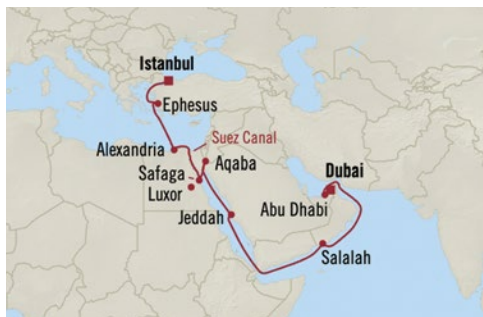 Istanbul
Ephesus
Suez Canal
Alexandria
Aqaba
Safaga
Luxor
Dubai
Abu Dhabi
Jeddah
Salalah